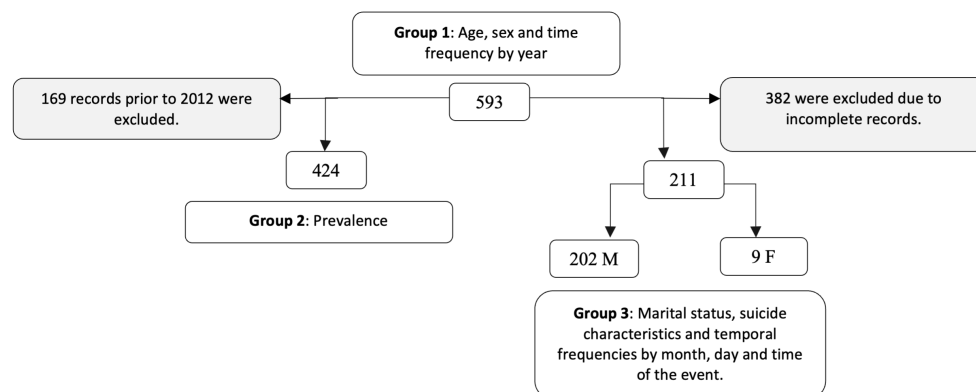 Group 1: Age, sex and time
frequency by year
169 records prior to 2012 were
excluded.
593
382 were excluded due to
incomplete records.
424
211
Group 2: Prevalence
202 M
9 F
Group 3: Marital status, suicide
characteristics and temporal
frequencies by month, day and time
of the event.